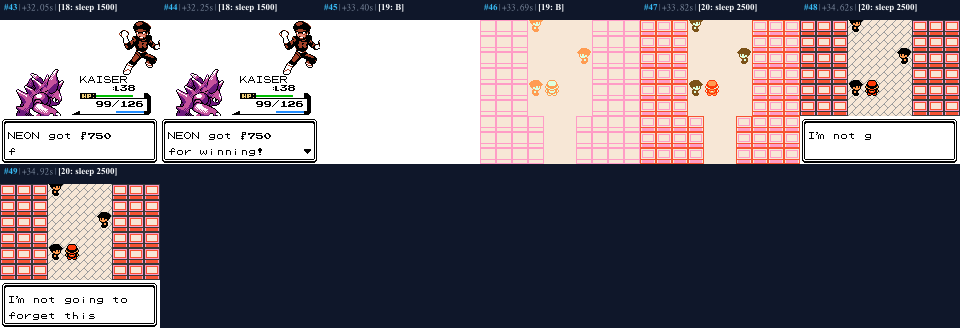 #43|+32.05s| [18: sleep 1500]
#44|+32.25s| [18: sleep 1500]
#45|+33.40s| [19: B]
#46|+33.69s| [19: B]
#47|+33.82s| [20: sleep 2500]
#48|+34.62s| [20: sleep 2500]
KAISER
:L38
HP:
99/126
NEON got ₽750
f
KAISER
:L38
HP:
99/126
NEON got ₽750
for winning!
I'm not g
#49|+34.92s| [20: sleep 2500]
I'm not going to
forget this